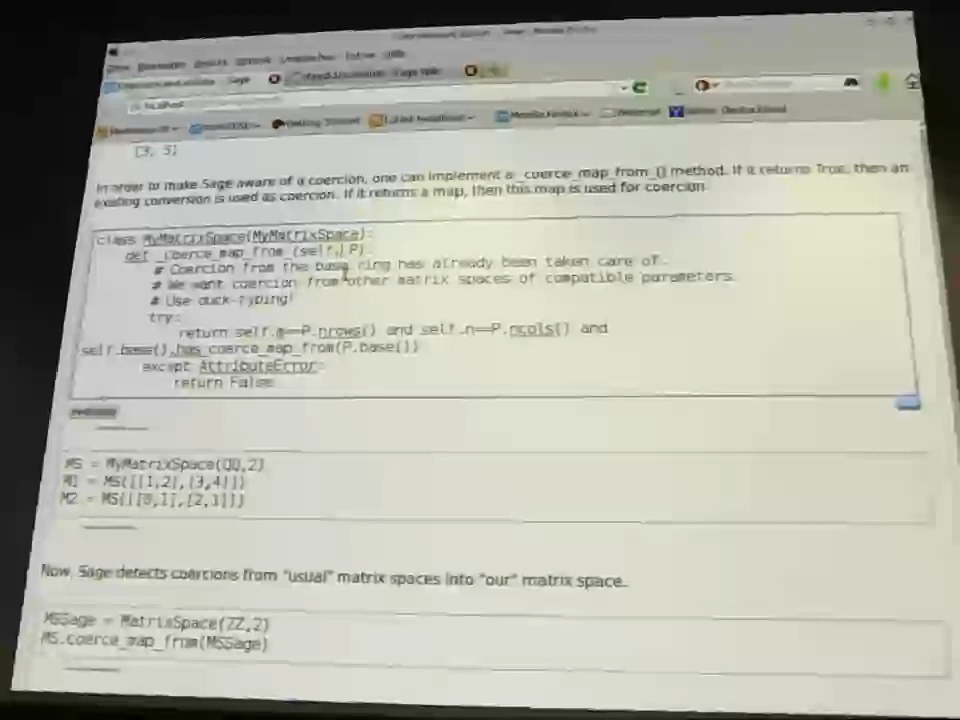 localhost
[3, 5]
In order to make Sage aware of a coercion, one can implement a _coerce_map_from_() method. If it returns True, then an
existing conversion is used as coercion. If it returns a map, then this map is used for coercion.
class MyMatrixSpace(MyMatrixSpace):
def _coerce_map_from_(self, P):
# Coercion from the base ring has already been taken care of.
# We want coercion from other matrix spaces of compatible parameters.
# Use duck-typing!
try:
return self.m==P.nrows() and self.n==P.ncols() and
self.base().has_coerce_map_from(P.base())
except AttributeError:
return False
evaluate
MS = MyMatrixSpace(QQ,2)
M1 = MS([[1,2],[3,4]])
M2 = MS([[0,1],[2,1]])
Now, Sage detects coercions from "usual" matrix spaces into "our" matrix space.
MSSage = MatrixSpace(ZZ,2)
MS.coerce_map_from(MSSage)